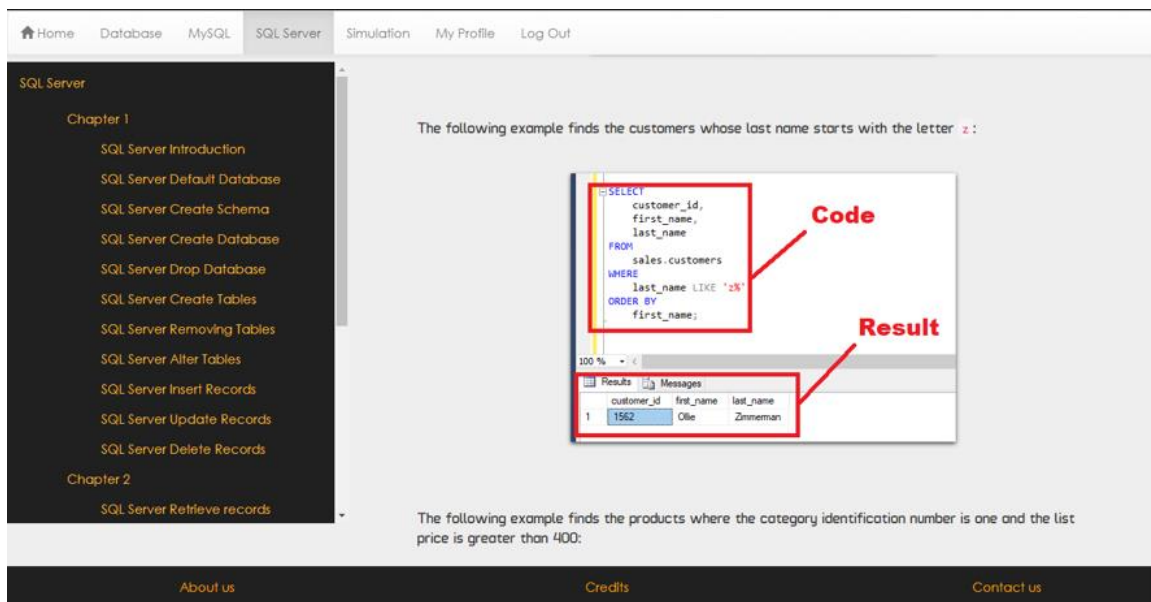 Home Database MySQL SQL Server Simulation My Profile Log Out
SQL Server
Chapter 1
SQL Server Introduction
SQL Server Default Database
SQL Server Create Schema
SQL Server Create Database
SQL Server Drop Database
SQL Server Create Tables
SQL Server Removing Tables
SQL Server Alter Tables
SQL Server Insert Records
SQL Server Update Records
SQL Server Delete Records
Chapter 2
SQL Server Retrieve records
The following example finds the customers whose last name starts with the letter z :
SELECT
customer_id,
first_name,
last_name
FROM
sales.customers
WHERE
last_name LIKE 'z%'
ORDER BY
first_name;
Code
Result
100 %
Results Messages
customer_id first_name last_name
1 1562 Ollie Zimmerman
The following example finds the products where the category identification number is one and the list
price is greater than 400:
About us Credits Contact us